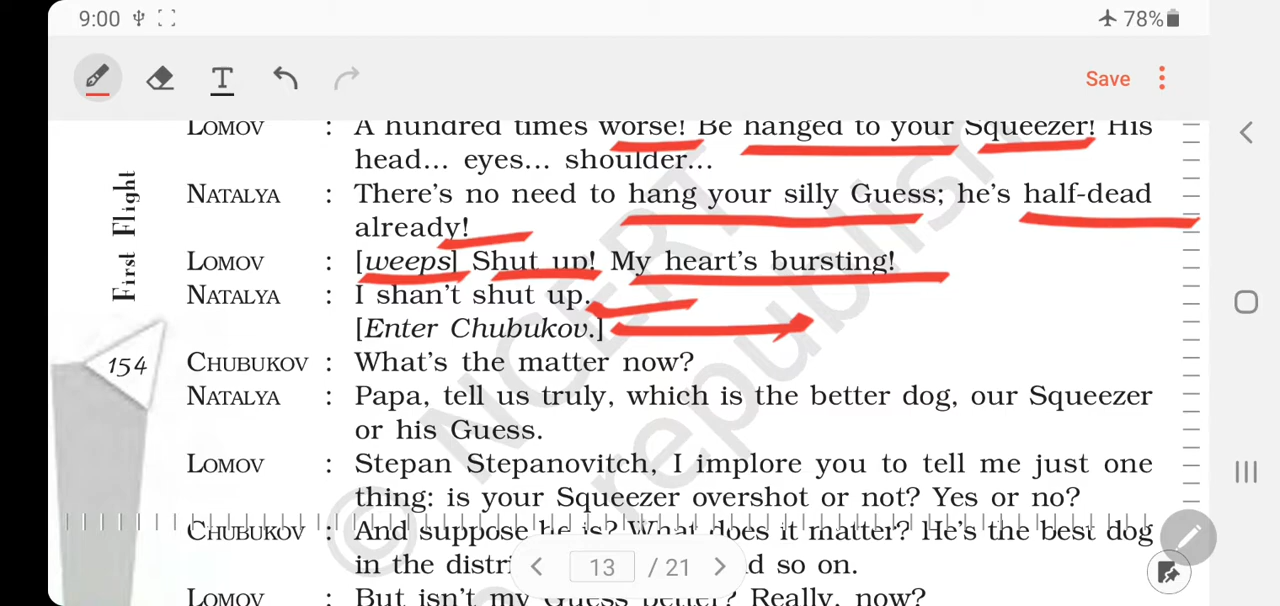 9:00 78%
T Save
LOMOV : A hundred times worse! Be hanged to your Squeezer! His
head... eyes... shoulder...
NATALYA : There's no need to hang your silly Guess; he's half-dead
already!
LOMOV : [weeps] Shut up! My heart's bursting!
NATALYA : I shan't shut up.
[Enter Chubukov.]
CHUBUKOV : What's the matter now?
NATALYA : Papa, tell us truly, which is the better dog, our Squeezer
or his Guess.
LOMOV : Stepan Stepanovitch, I implore you to tell me just one
thing: is your Squeezer overshot or not? Yes or no?
CHUBUKOV : And suppose he is? What does it matter? He's the best dog
in the distri d so on.
LOMOV : But isn't my Guess better? Really, now?
First Flight
154
13 / 21
© NCERT
republish